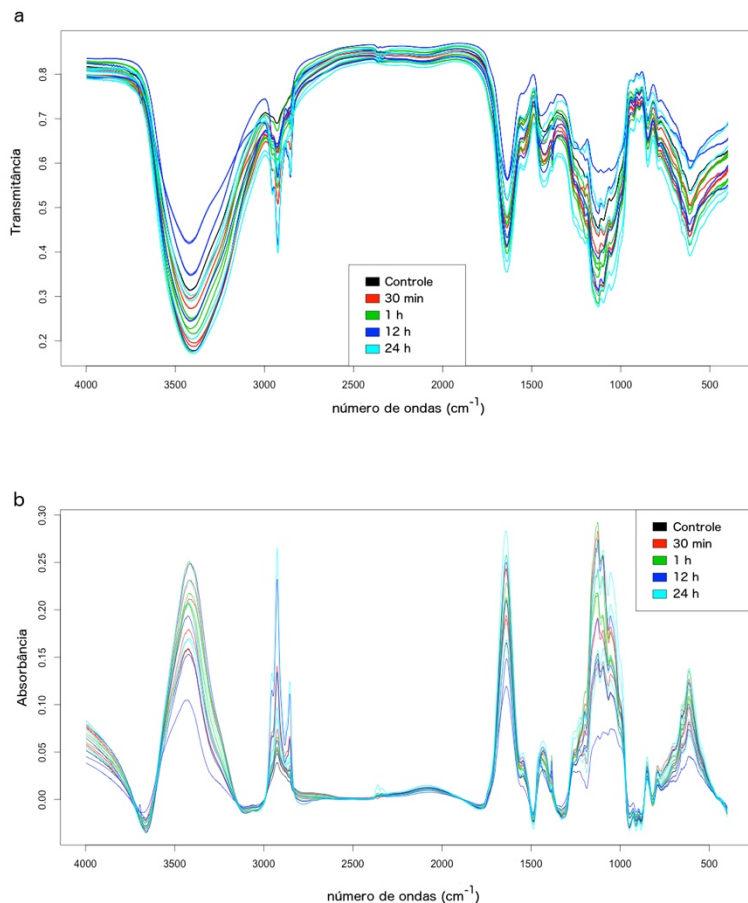 a
0.8
0.7
0.6
0.5
0.4
0.3
0.2
Transmitância
Controle
30 min
1 h
12 h
24 h
4000 3500 3000 2500 2000 1500 1000 500
número de ondas (cm⁻¹)
b
0.30
0.25
0.20
0.15
0.10
0.05
0.00
Absorbância
Controle
30 min
1 h
12 h
24 h
4000 3500 3000 2500 2000 1500 1000 500
número de ondas (cm⁻¹)